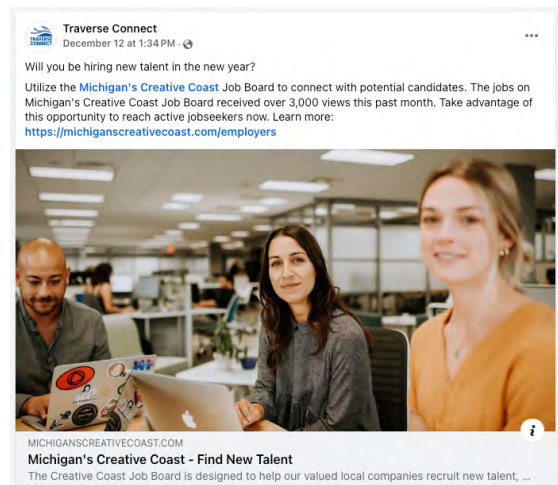 TRAVERSE
CONNECT
Traverse Connect
December 12 at 1:34 PM ·
Will you be hiring new talent in the new year?
Utilize the Michigan's Creative Coast Job Board to connect with potential candidates. The jobs on
Michigan's Creative Coast Job Board received over 3,000 views this past month. Take advantage of
this opportunity to reach active jobseekers now. Learn more:
https://michiganscreativecoast.com/employers
MICHIGANSCREATIVECOAST.COM
Michigan's Creative Coast - Find New Talent
The Creative Coast Job Board is designed to help our valued local companies recruit new talent, ...